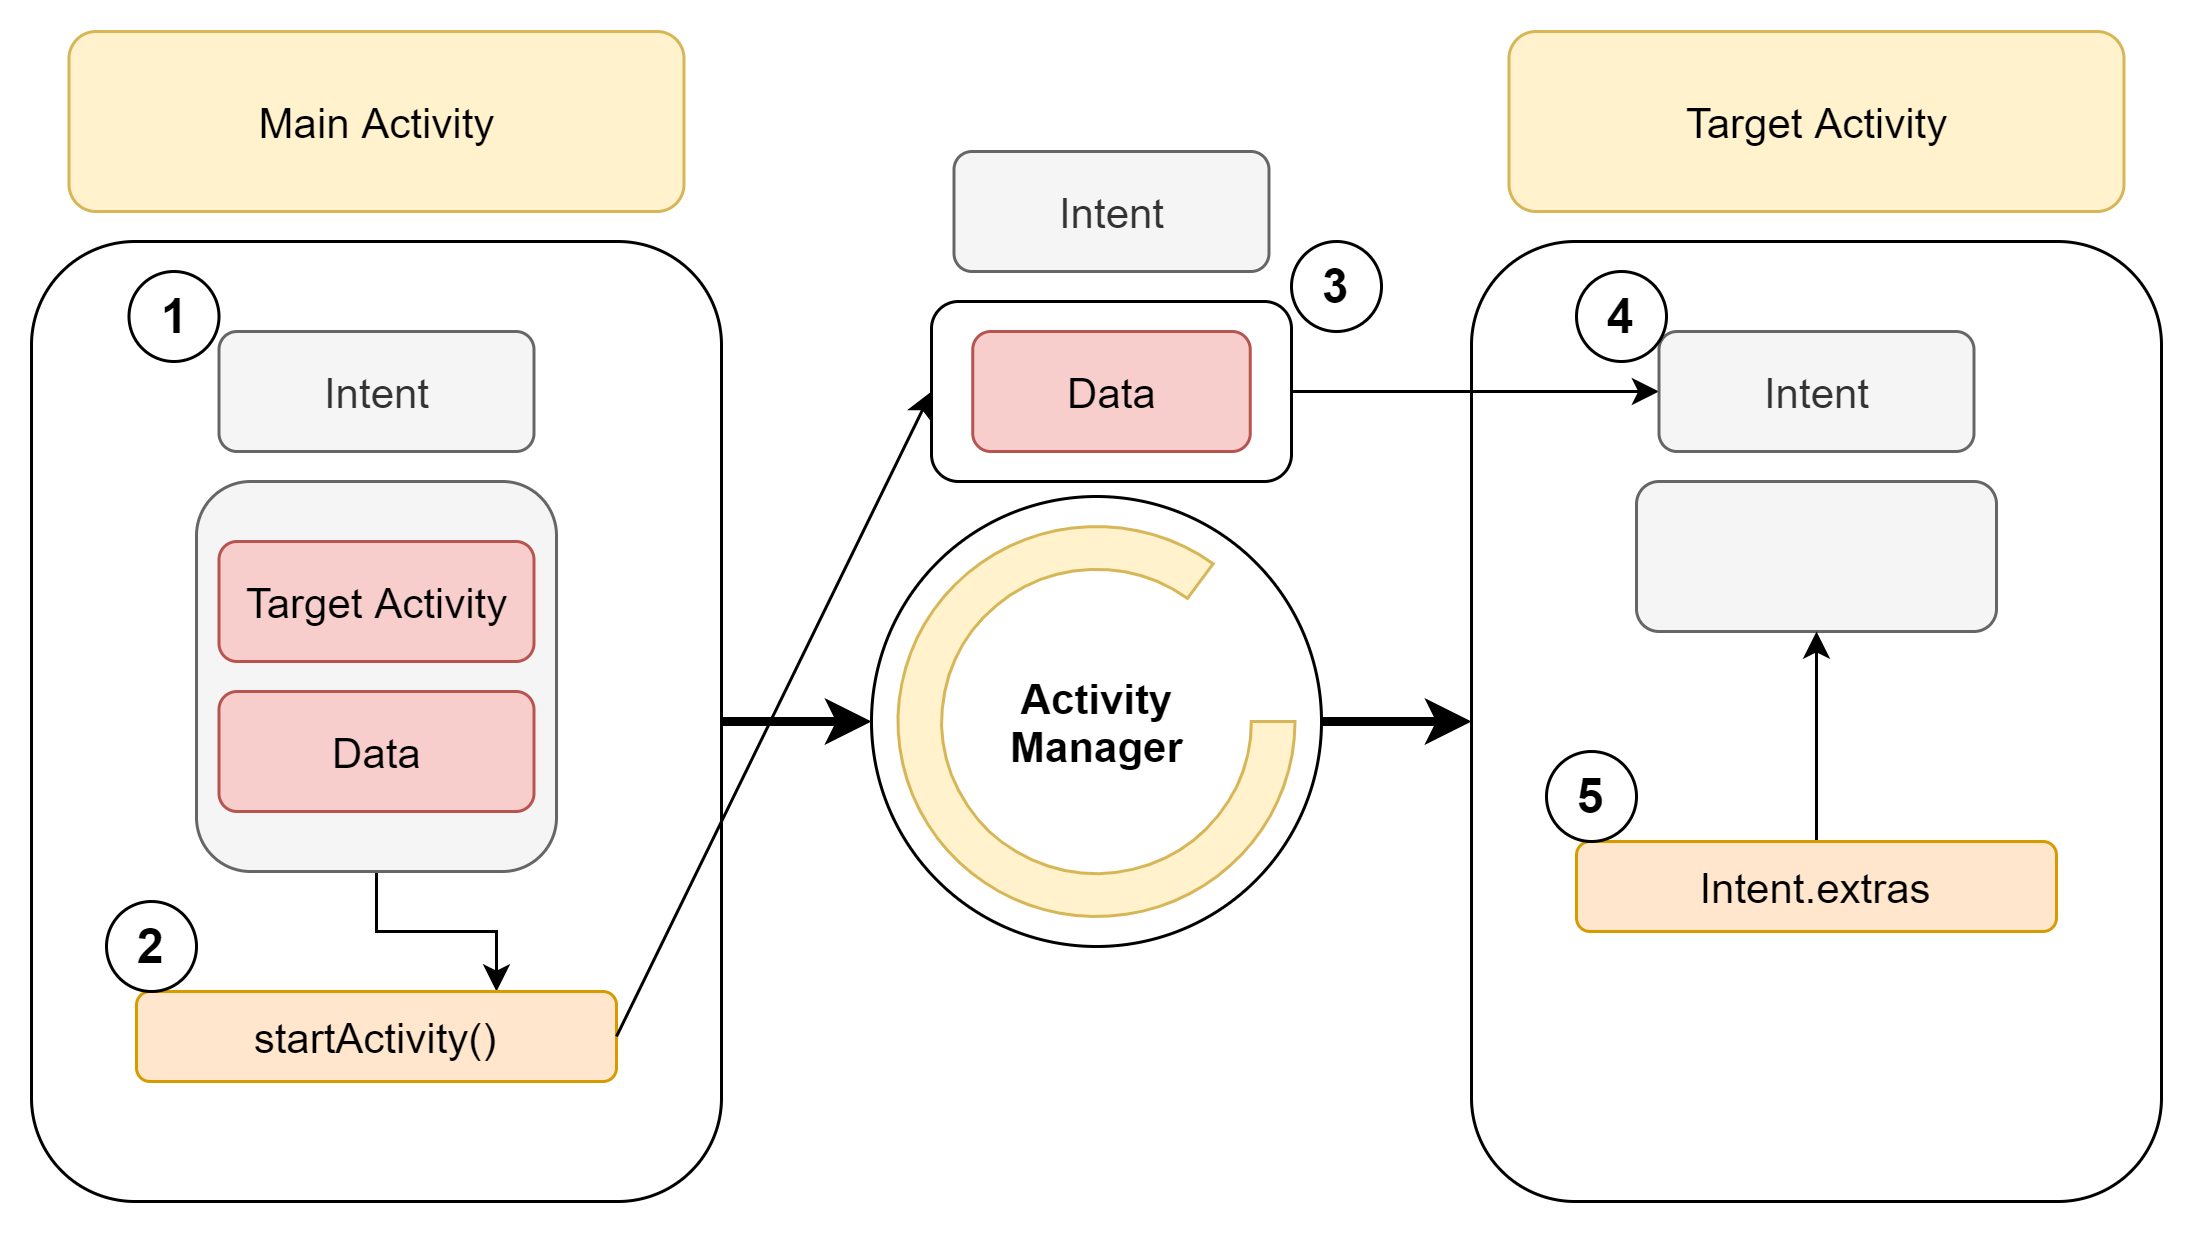 Main Activity
1
Intent
Target Activity
Data
2
startActivity()
Intent
3
Data
Activity
Manager
Target Activity
4
Intent
5
Intent.extras